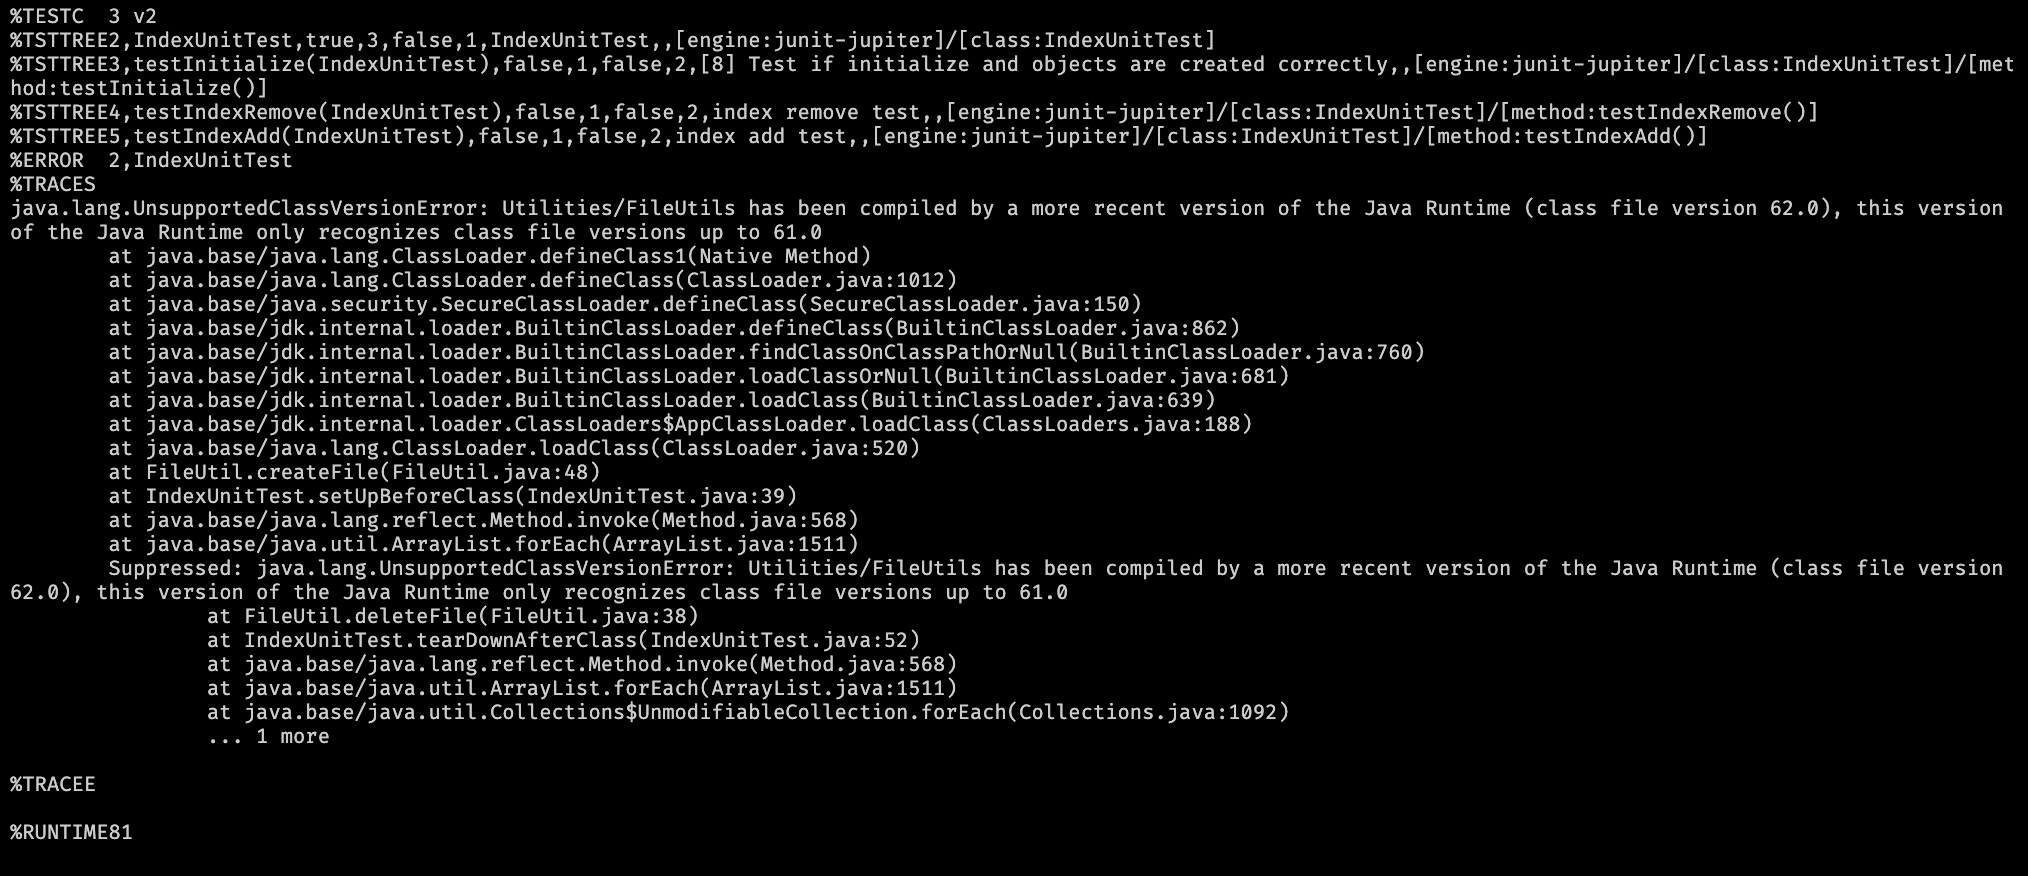 %TESTC  3 v2
%TSTTREE2,IndexUnitTest,true,3,false,1,IndexUnitTest,,[engine:junit-jupiter]/[class:IndexUnitTest]
%TSTTREE3,testInitialize(IndexUnitTest),false,1,false,2,[8] Test if initialize and objects are created correctly,,[engine:junit-jupiter]/[class:IndexUnitTest]/[met
hod:testInitialize()]
%TSTTREE4,testIndexRemove(IndexUnitTest),false,1,false,2,index remove test,,[engine:junit-jupiter]/[class:IndexUnitTest]/[method:testIndexRemove()]
%TSTTREE5,testIndexAdd(IndexUnitTest),false,1,false,2,index add test,,[engine:junit-jupiter]/[class:IndexUnitTest]/[method:testIndexAdd()]
%ERROR  2,IndexUnitTest
%TRACES
java.lang.UnsupportedClassVersionError: Utilities/FileUtils has been compiled by a more recent version of the Java Runtime (class file version 62.0), this version
of the Java Runtime only recognizes class file versions up to 61.0
        at java.base/java.lang.ClassLoader.defineClass1(Native Method)
        at java.base/java.lang.ClassLoader.defineClass(ClassLoader.java:1012)
        at java.base/java.security.SecureClassLoader.defineClass(SecureClassLoader.java:150)
        at java.base/jdk.internal.loader.BuiltinClassLoader.defineClass(BuiltinClassLoader.java:862)
        at java.base/jdk.internal.loader.BuiltinClassLoader.findClassOnClassPathOrNull(BuiltinClassLoader.java:760)
        at java.base/jdk.internal.loader.BuiltinClassLoader.loadClassOrNull(BuiltinClassLoader.java:681)
        at java.base/jdk.internal.loader.BuiltinClassLoader.loadClass(BuiltinClassLoader.java:639)
        at java.base/jdk.internal.loader.ClassLoaders$AppClassLoader.loadClass(ClassLoaders.java:188)
        at java.base/java.lang.ClassLoader.loadClass(ClassLoader.java:520)
        at FileUtil.createFile(FileUtil.java:48)
        at IndexUnitTest.setUpBeforeClass(IndexUnitTest.java:39)
        at java.base/java.lang.reflect.Method.invoke(Method.java:568)
        at java.base/java.util.ArrayList.forEach(ArrayList.java:1511)
        Suppressed: java.lang.UnsupportedClassVersionError: Utilities/FileUtils has been compiled by a more recent version of the Java Runtime (class file version
62.0), this version of the Java Runtime only recognizes class file versions up to 61.0
                at FileUtil.deleteFile(FileUtil.java:38)
                at IndexUnitTest.tearDownAfterClass(IndexUnitTest.java:52)
                at java.base/java.lang.reflect.Method.invoke(Method.java:568)
                at java.base/java.util.ArrayList.forEach(ArrayList.java:1511)
                at java.base/java.util.Collections$UnmodifiableCollection.forEach(Collections.java:1092)
                ... 1 more

%TRACEE

%RUNTIME81